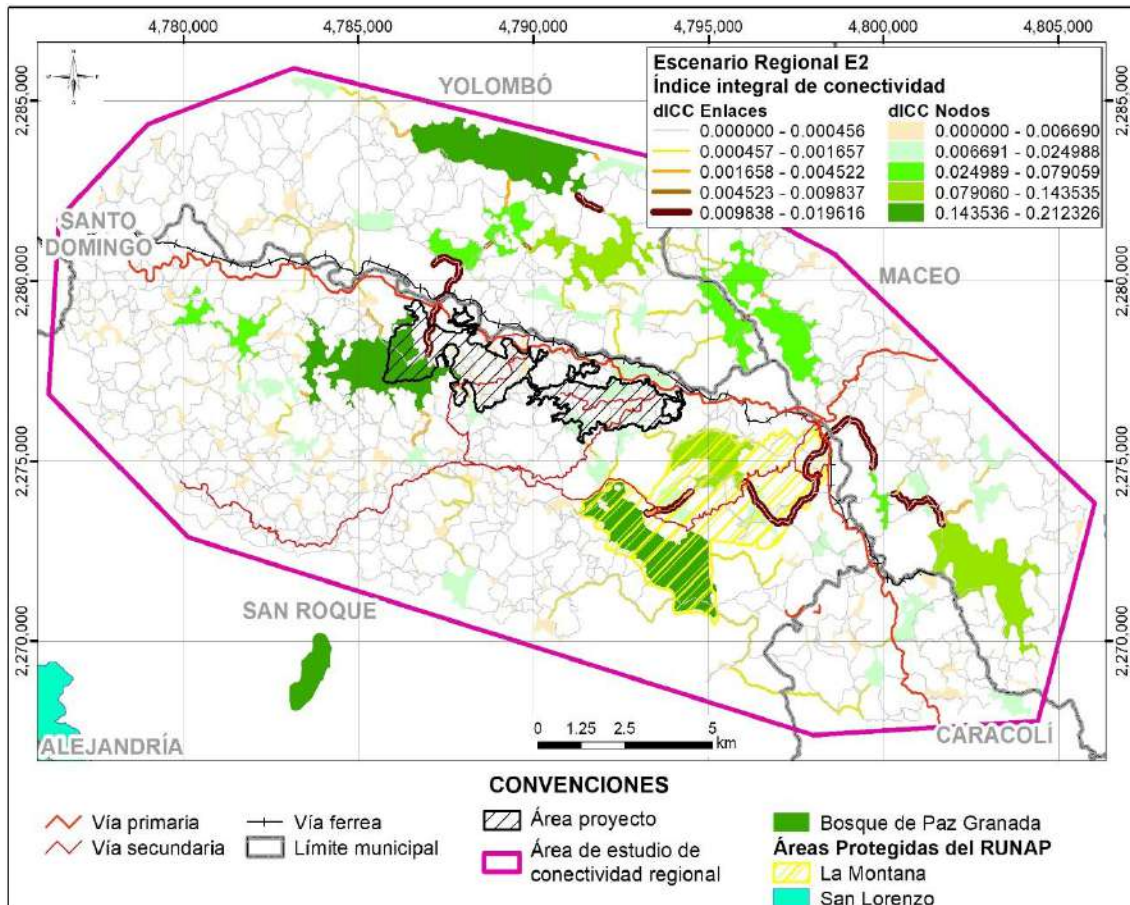 4,780,000 4,785,000 4,790,000 4,795,000 4,800,000 4,805,000
Escenario Regional E2
Índice integral de conectividad
dICC Enlaces dICC Nodos
0.000000 - 0.000456 0.000000 - 0.006690
0.000457 - 0.001657 0.006691 - 0.024988
0.001658 - 0.004522 0.024989 - 0.079059
0.004523 - 0.009837 0.079060 - 0.143535
0.009838 - 0.019616 0.143536 - 0.212326
YOLOMBÓ
2,285,000 2,285,000
SANTO
DOMINGO
MACEO
2,280,000 2,280,000
2,275,000 2,275,000
SAN ROQUE
2,270,000 2,270,000
ALEJANDRÍA
CARACOLÍ
0 1.25 2.5 5
km
CONVENCIONES
Vía primaria Vía ferrea Área proyecto Bosque de Paz Granada
Vía secundaria Límite municipal Área de estudio de
conectividad regional
Áreas Protegidas del RUNAP
La Montana
San Lorenzo